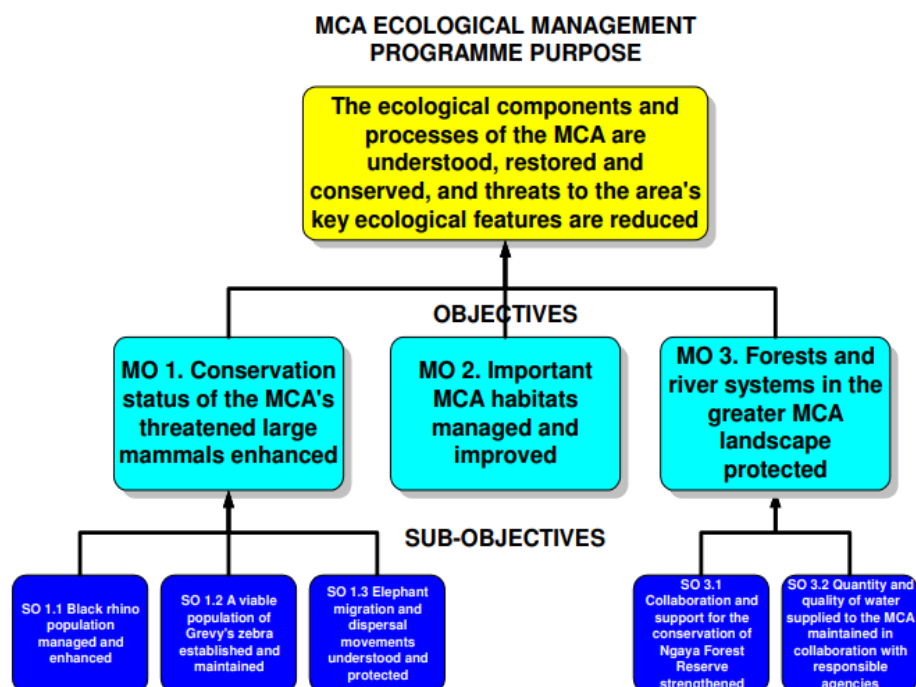 MCA ECOLOGICAL MANAGEMENT
PROGRAMME PURPOSE
The ecological components and
processes of the MCA are
understood, restored and
conserved, and threats to the area's
key ecological features are reduced
OBJECTIVES
MO 1. Conservation
status of the MCA's
threatened large
mammals enhanced
MO 2. Important
MCA habitats
managed and
improved
MO 3. Forests and
river systems in the
greater MCA
landscape
protected
SUB-OBJECTIVES
SO 1.1 Black rhino
population
managed and
enhanced
SO 1.2 A viable
population of
Grevy's zebra
established and
maintained
SO 1.3 Elephant
migration and
dispersal
movements
understood and
protected
SO 3.1
Collaboration and
support for the
conservation of
Ngaya Forest
Reserve
strengthened
SO 3.2 Quantity and
quality of water
supplied to the MCA
maintained in
collaboration with
responsible
agencies